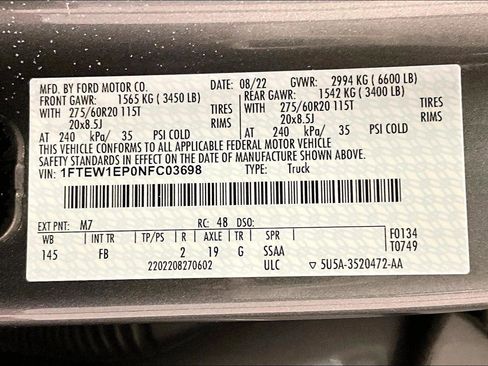 MFD. BY FORD MOTOR CO. 08/22 GVWR: 2994 KG ( 6600 LB)
FRONT GAWR: 1565 KG ( 3450 LB) REAR GAWR: 1542 KG ( 3400 LB)
WITH 275/60R20 115T TIRES WITH 275/60R20 115T TIRES
20x8.5J RIMS 20x8.5J RIMS
AT 240 kPa/ 35 PSI COLD AT 240 kPa/ 35 PSI COLD
THIS VEHICLE CONFORMS TO ALL APPLICABLE FEDERAL MOTOR VEHICLE
SAFETY AND THEFT PREVENTION STANDARDS IN EFFECT ON THE DATE OF MANUFACTURE SHOWN ABOVE.
VIN: 1FTEW1EP0NFC03698 TYPE: Truck
EXT PNT: M7 RC: 48 DSO:
WB INT TR R AXLE TR SPR F0134
145 FB 2 19 G SSAA T0749
2202208270602 ULC ▽ 5U5A-3520472-AA